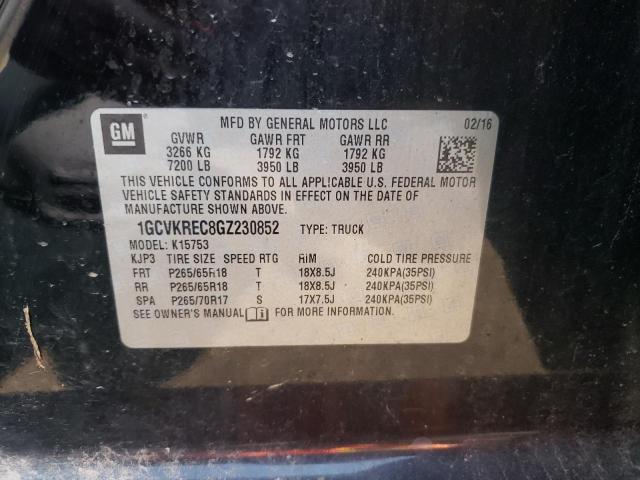 GM
MFD BY GENERAL MOTORS LLC 02/16
GVWR GAWR FRT GAWR RR
3266 KG 1792 KG 1792 KG
7200 LB 3950 LB 3950 LB
THIS VEHICLE CONFORMS TO ALL APPLICABLE U.S. FEDERAL MOTOR
VEHICLE SAFETY STANDARDS IN EFFECT ON THE DATE OF
MANUFACTURE SHOWN ABOVE.
1GCVKREC8GZ230852 TYPE: TRUCK
MODEL: K15753
KJP3 TIRE SIZE SPEED RTG RIM COLD TIRE PRESSURE
FRT P265/65R18 T 18X8.5J 240KPA(35PSI)
RR P265/65R18 T 18X8.5J 240KPA(35PSI)
SPA P265/70R17 S 17X7.5J 240KPA(35PSI)
SEE OWNER'S MANUAL FOR MORE INFORMATION.